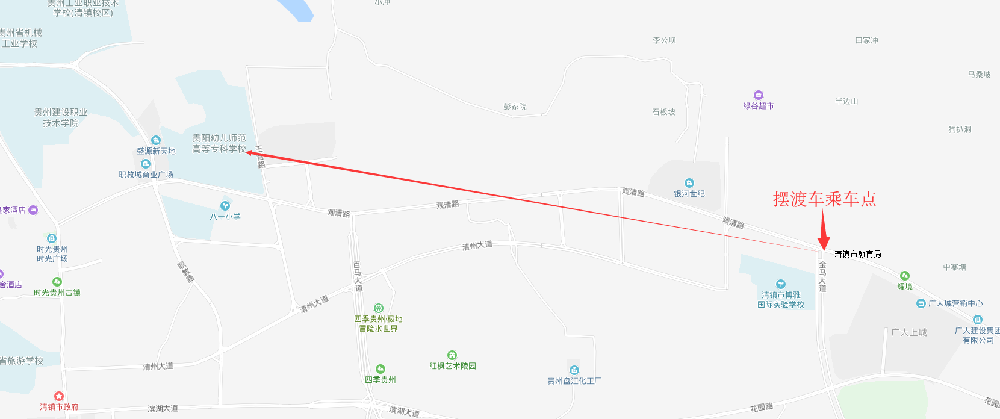 贵州工业职业技术
学校(清镇校区)
小冲
贵州省机械
工业学校
李公坝
田家冲
马桑坡
贵州建设职业
技术学院
彭家院
石板坡
绿谷超市
半边山
狗扒洞
贵阳幼儿师范
高等专科学校
王官路
盛源新天地
职教城商业广场
银河世纪
观清路
观清路
观清路
观清路
摆渡车乘车点
皇家酒店
八一小学
时光贵州
时光广场
清州大道
清镇市教育局
金马大道
中寨塘
职教路
百马大道
舍酒店
时光贵州古镇
清州大道
清镇市博雅
国际实验学校
耀境
广大城营销中心
四季贵州·极地
冒险水世界
广大上城
广大建设集团
有限公司
省旅游学校
清州大道
红枫艺术陵园
四季贵州
贵州盘江化工厂
清镇市政府
滨湖大道
滨湖大道
花园路
花园路